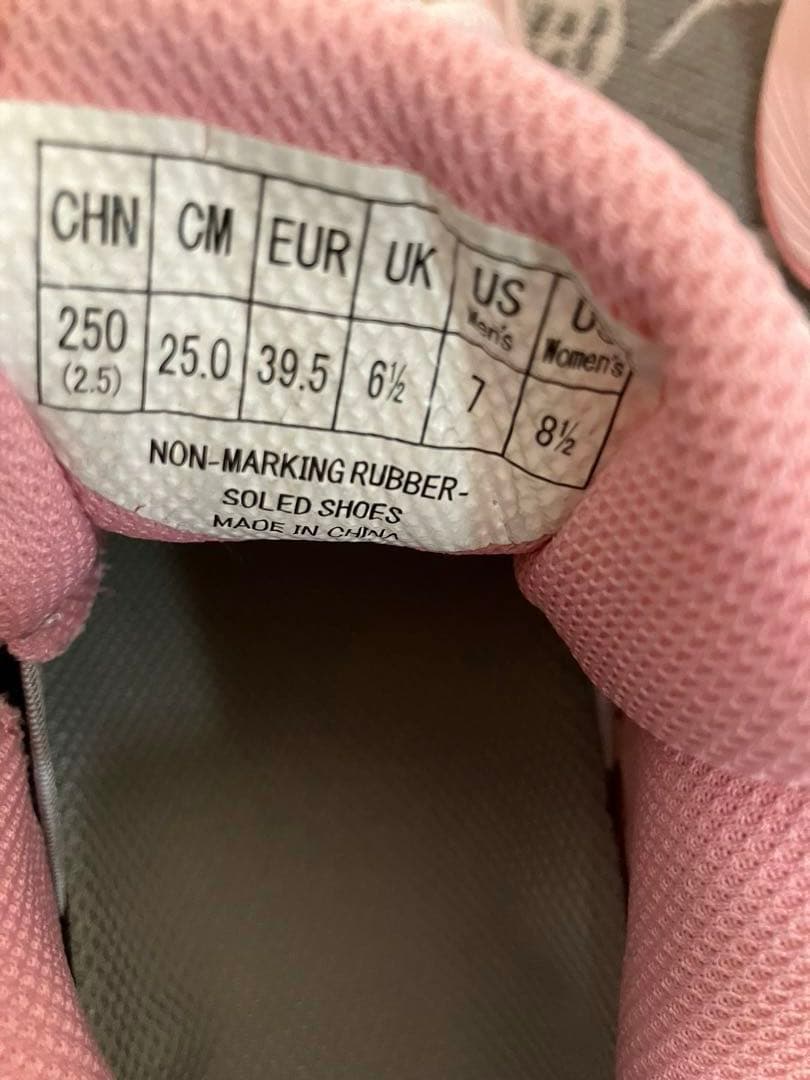 CHN CM EUR UK US Men's Women's
250 (2.5) 25.0 39.5 6½ 7 8½
NON-MARKING RUBBER-
SOLED SHOES
MADE IN CHINA